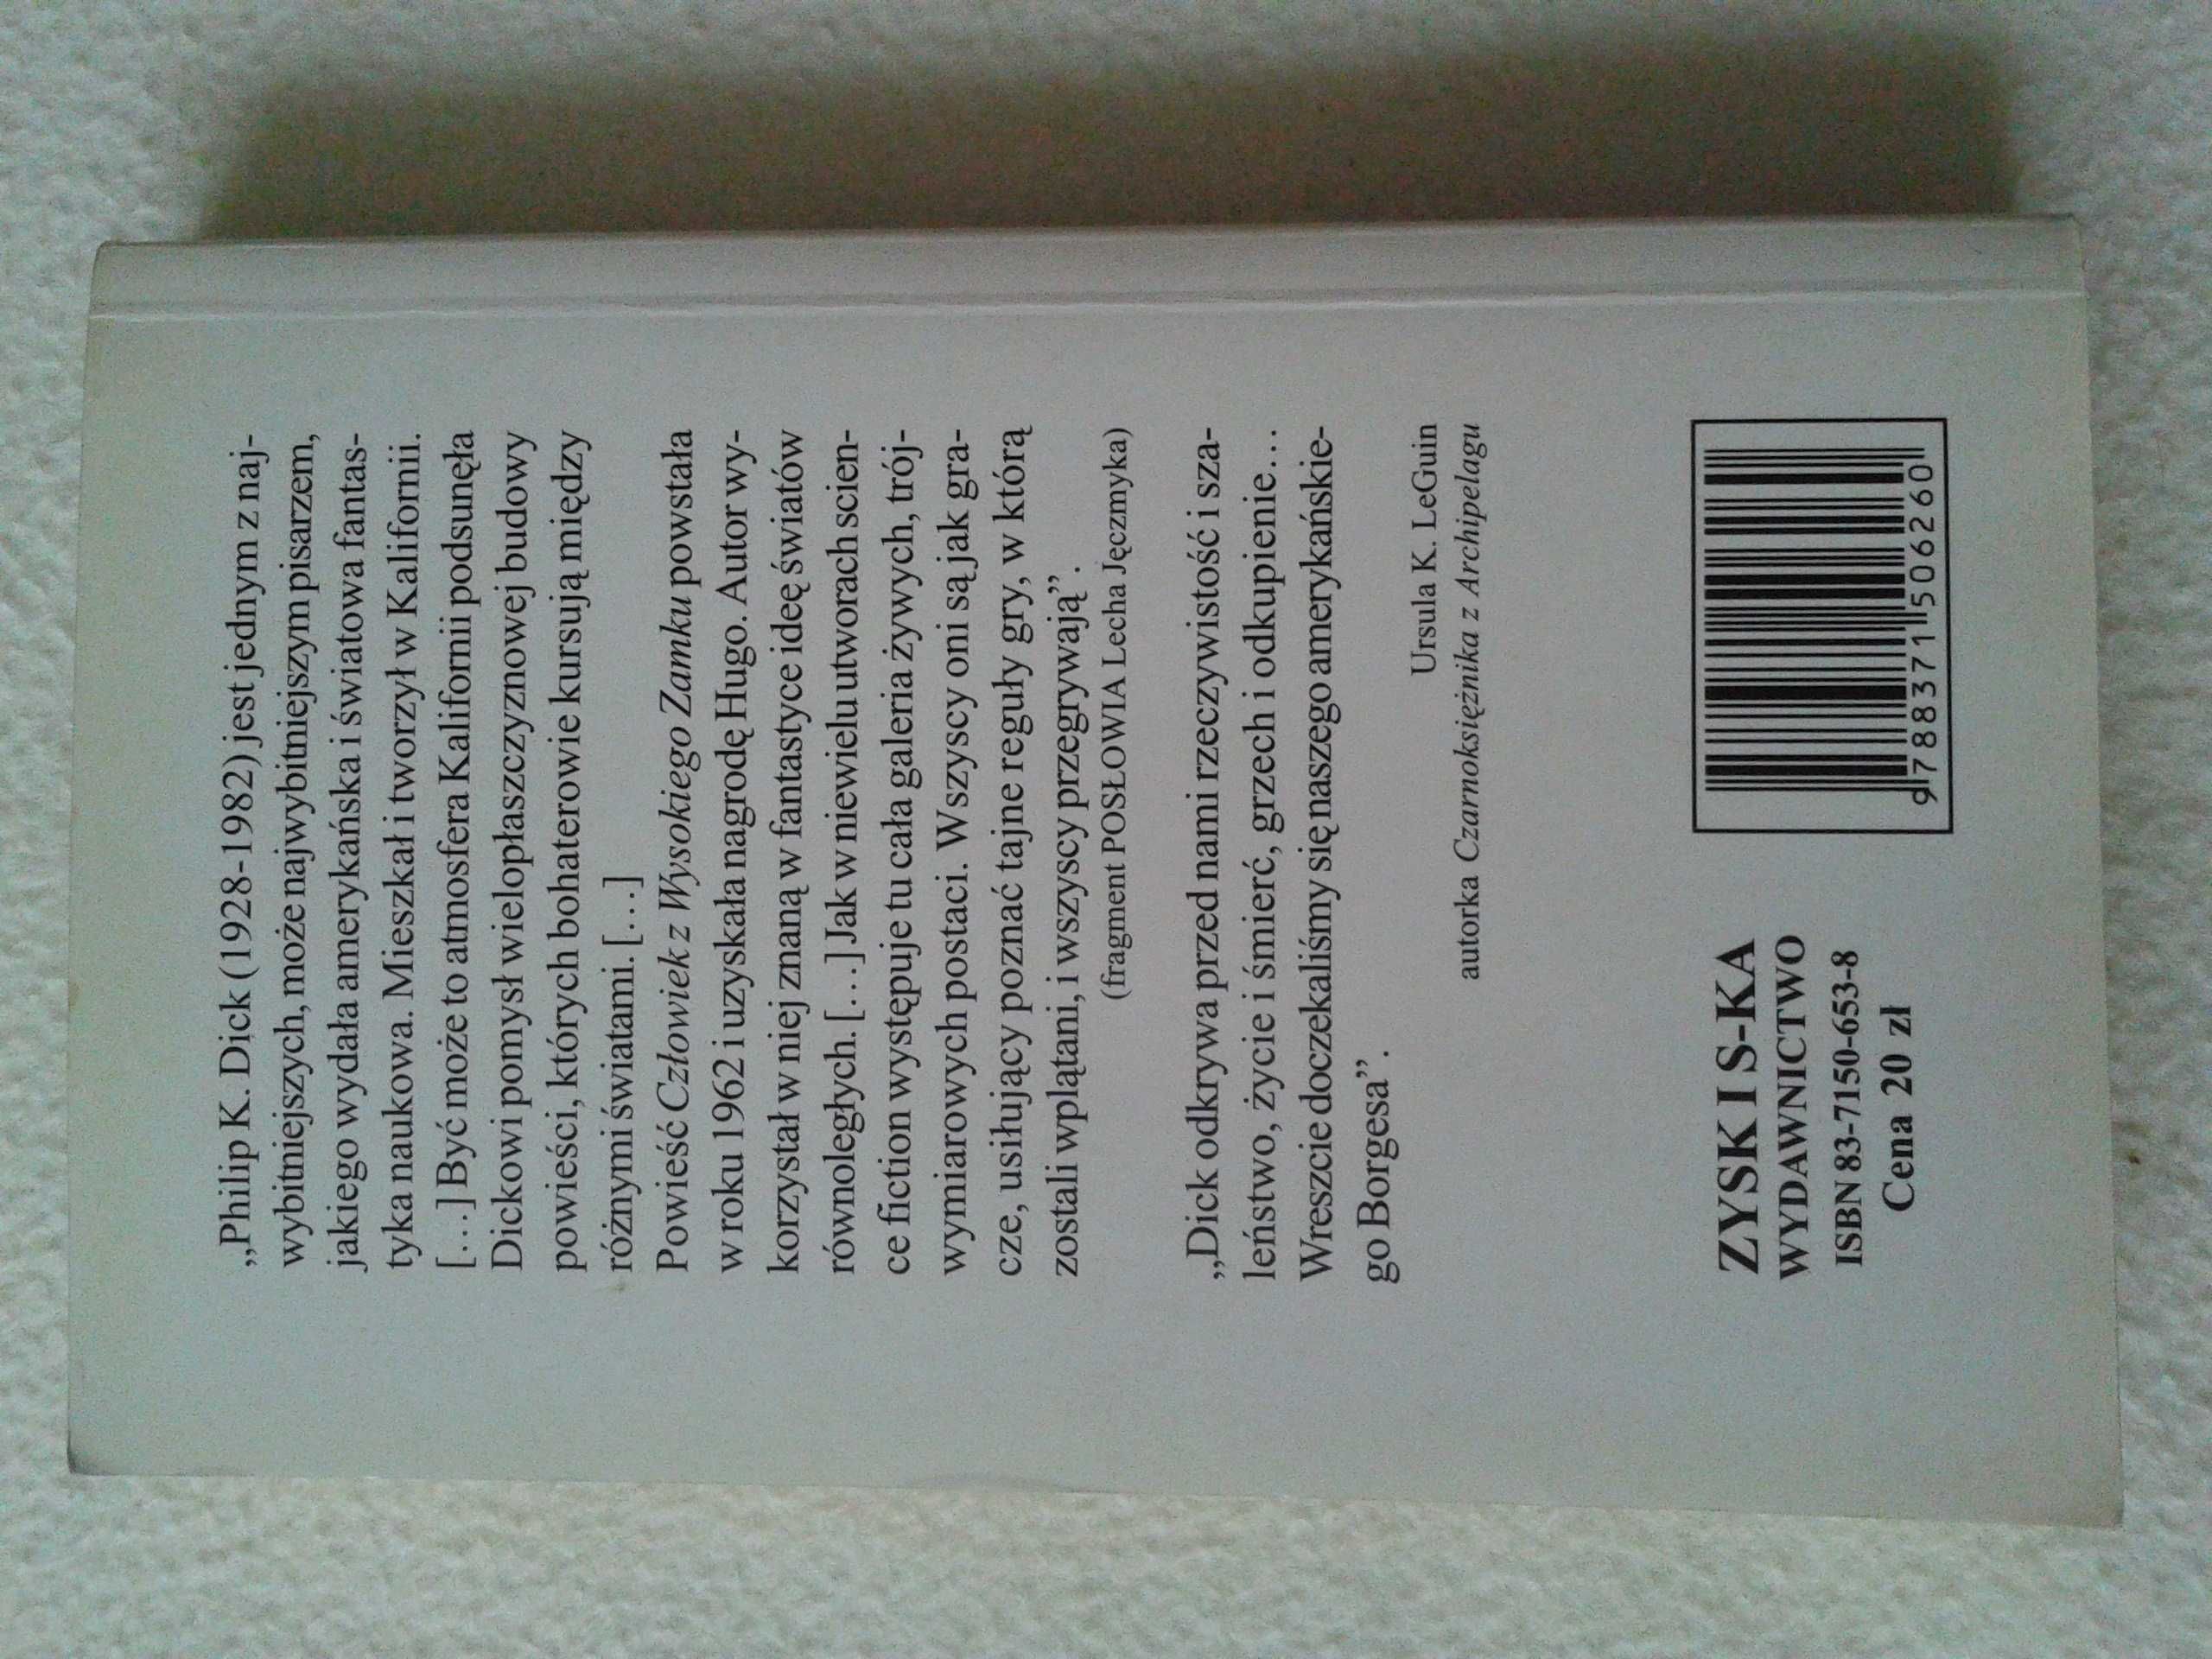 „Philip K. Dick (1928-1982) jest jednym z naj-
wybitniejszych, może najwybitniejszym pisarzem,
jakiego wydała amerykańska i światowa fantas-
tyka naukowa. Mieszkał i tworzył w Kalifornii.
[...] Być może to atmosfera Kalifornii podsunęła
Dickowi pomysł wielopłaszczyznowej budowy
powieści, których bohaterowie kursują między
różnymi światami. [...]
Powieść Człowiek z Wysokiego Zamku powstała
w roku 1962 i uzyskała nagrodę Hugo. Autor wy-
korzystał w niej znaną w fantastyce ideę światów
równoległych. [...] Jak w niewielu utworach scien-
ce fiction występuje tu cała galeria żywych, trój-
wymiarowych postaci. Wszyscy oni są jak gra-
cze, usiłujący poznać tajne reguły gry, w którą
zostali wplątani, i wszyscy przegrywają”.
(fragment POSŁOWIA Lecha Jęczmyka)
„Dick odkrywa przed nami rzeczywistość i sza-
leństwo, życie i śmierć, grzech i odkupienie...
Wreszcie doczekaliśmy się naszego amerykańskie-
go Borgesa”.
Ursula K. LeGuin
autorka Czarnoksiężnika z Archipelagu
ZYSK I S-KA
WYDAWNICTWO
ISBN 83-7150-653-8
Cena 20 zł
9788371506260